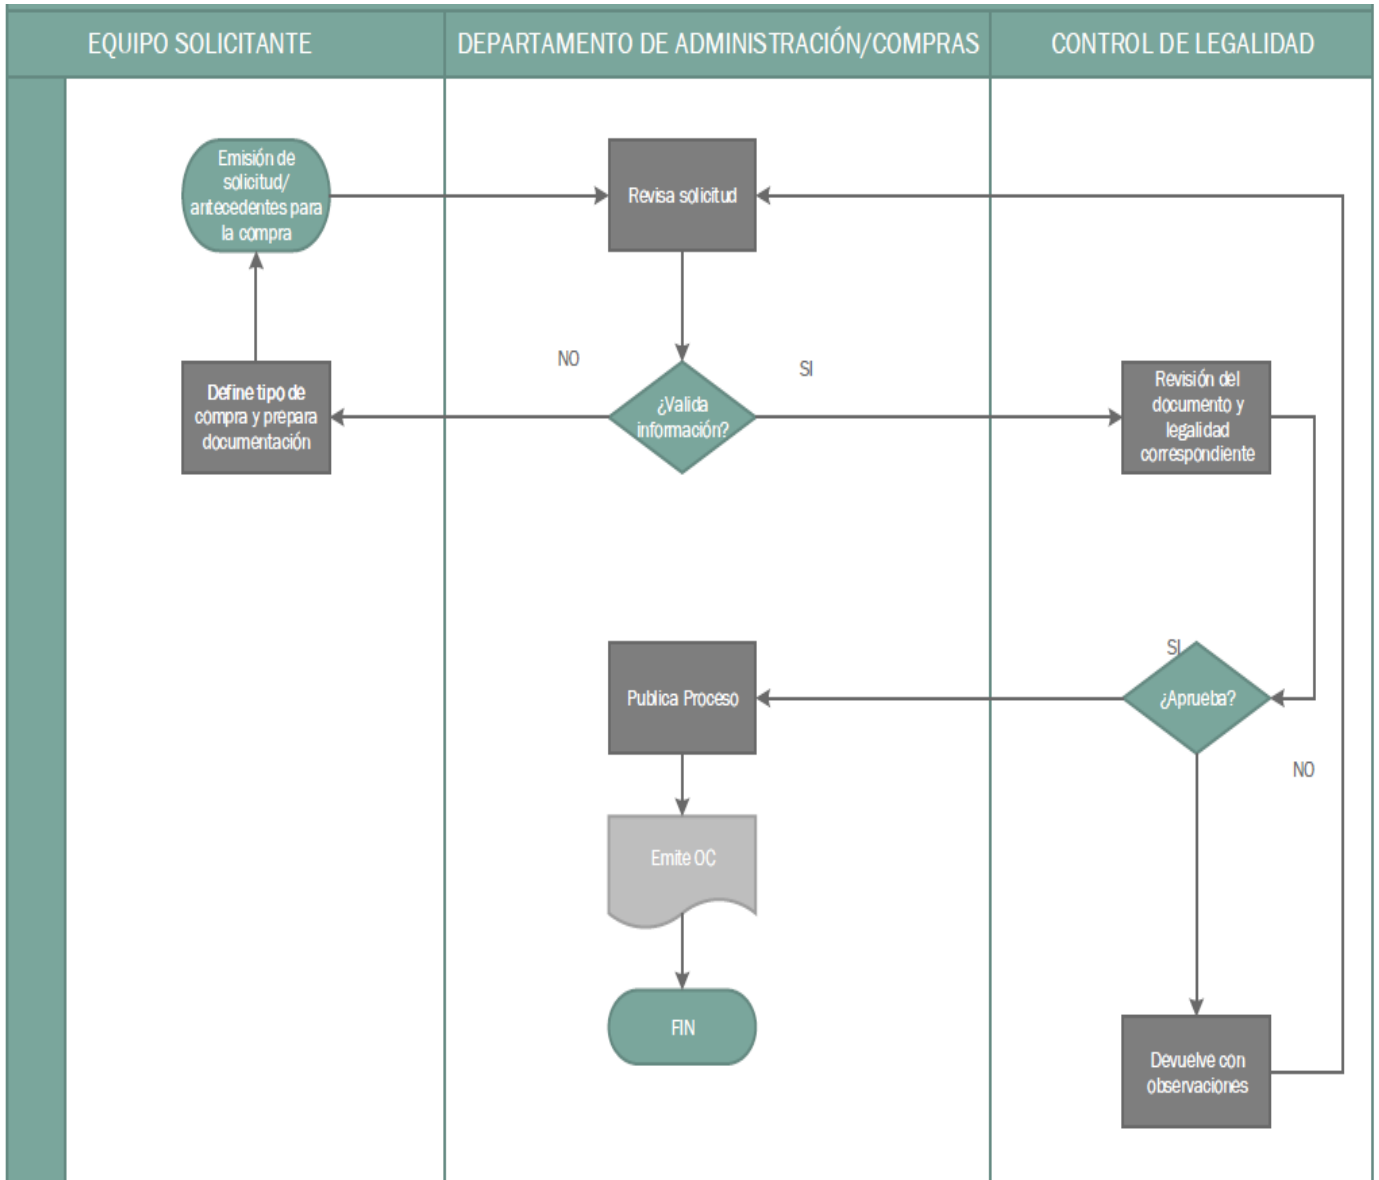 EQUIPO SOLICITANTE
DEPARTAMENTO DE ADMINISTRACIÓN/COMPRAS
CONTROL DE LEGALIDAD
Emisión de
solicitud/
antecedentes para
la compra
Revisa solicitud
NO
SI
¿Valida
información?
Define tipo de
compra y prepara
documentación
Revisión del
documento y
legalidad
correspondiente
SI
¿Aprueba?
Publica Proceso
NO
Emite OC
FIN
Devuelve con
observaciones